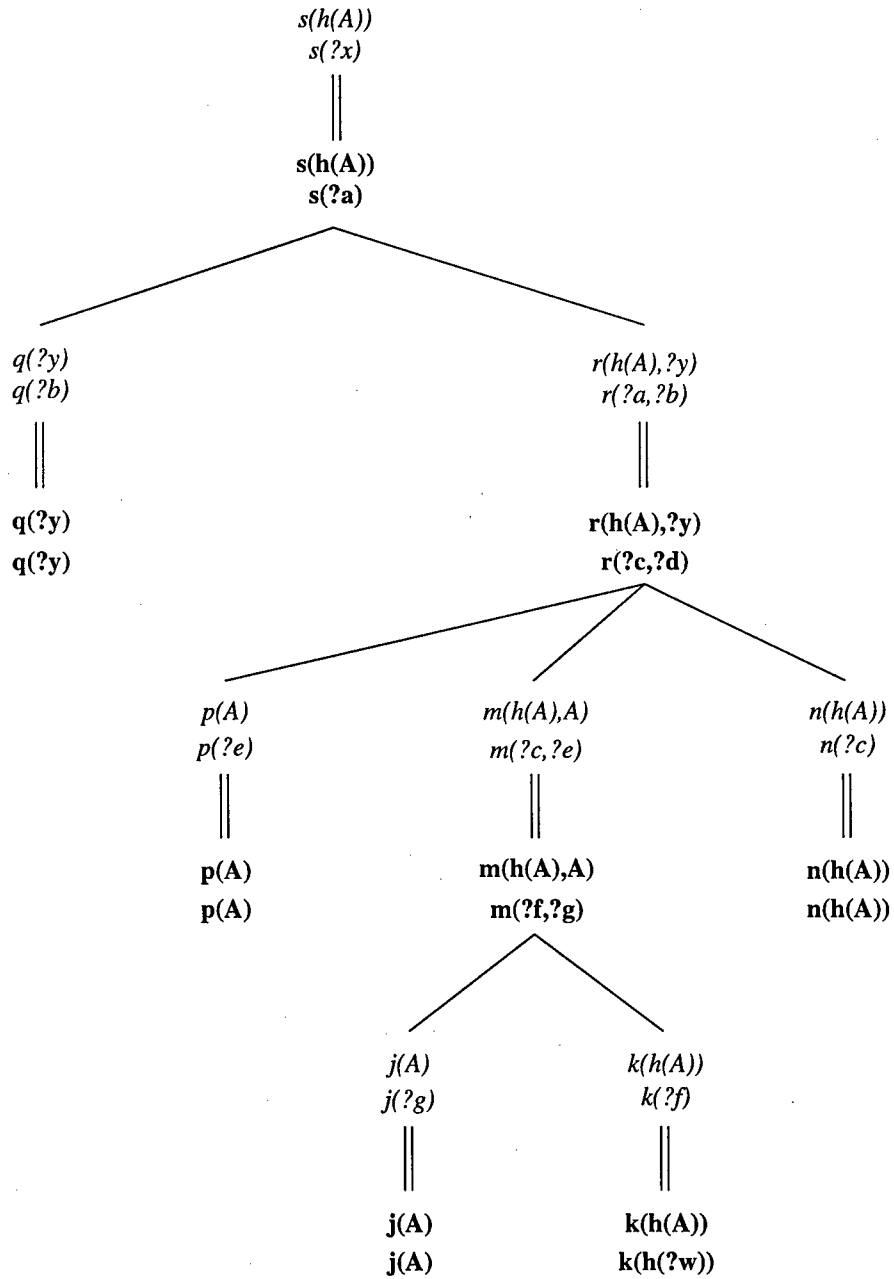 s(h(A))
s(?x)
s(h(A))
s(?a)
q(?y)
q(?b)
r(h(A),?y)
r(?a,?b)
q(?y)
q(?y)
r(h(A),?y)
r(?c,?d)
p(A)
p(?e)
m(h(A),A)
m(?c,?e)
n(h(A))
n(?c)
p(A)
p(A)
m(h(A),A)
m(?f,?g)
n(h(A))
n(h(A))
j(A)
j(?g)
k(h(A))
k(?f)
j(A)
j(A)
k(h(A))
k(h(?w))